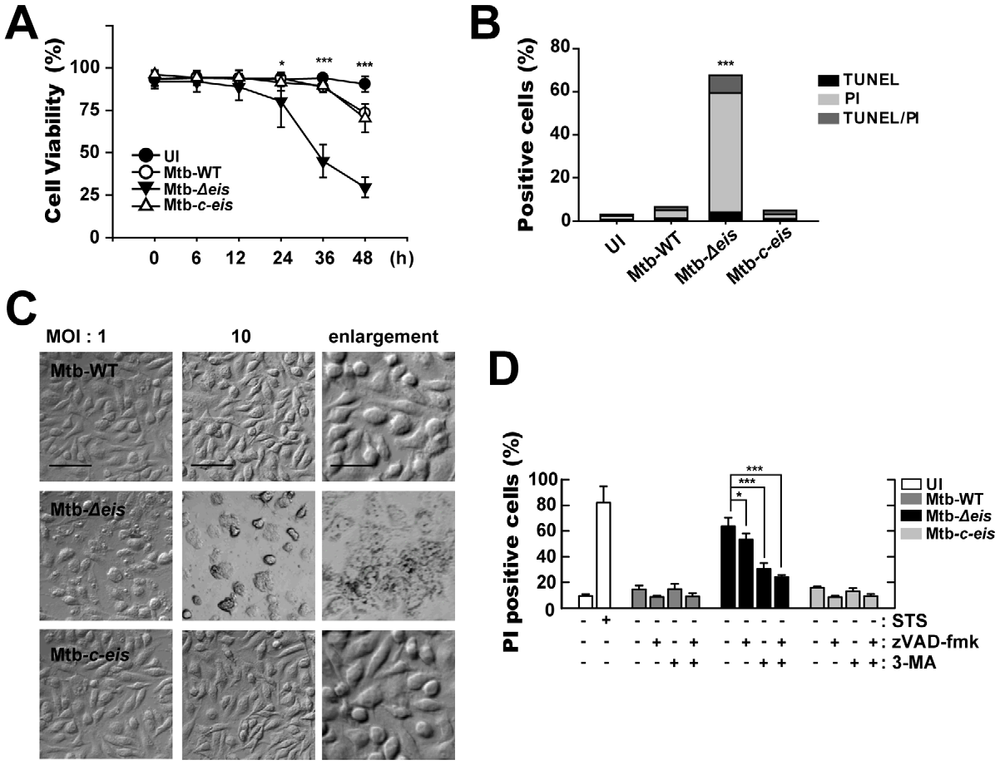 A
Cell Viability (%)
100
75
50
25
0
* *** ***
UI
Mtb-WT
Mtb-Δeis
Mtb-c-eis
0 6 12 24 36 48 (h)
B
Positive cells (%)
80
60
40
20
0
***
TUNEL
PI
TUNEL/PI
UI
Mtb-WT
Mtb-Δeis
Mtb-c-eis
C
MOI : 1 10 enlargement
Mtb-WT
Mtb-Δeis
Mtb-c-eis
D
PI positive cells (%)
100
80
60
40
20
0
***
***
*
UI
Mtb-WT
Mtb-Δeis
Mtb-c-eis
- + - - - - - - - - - - - - : STS
- - - + - + - + - + - + - + : zVAD-fmk
- - - - + + - - + + - - + + : 3-MA